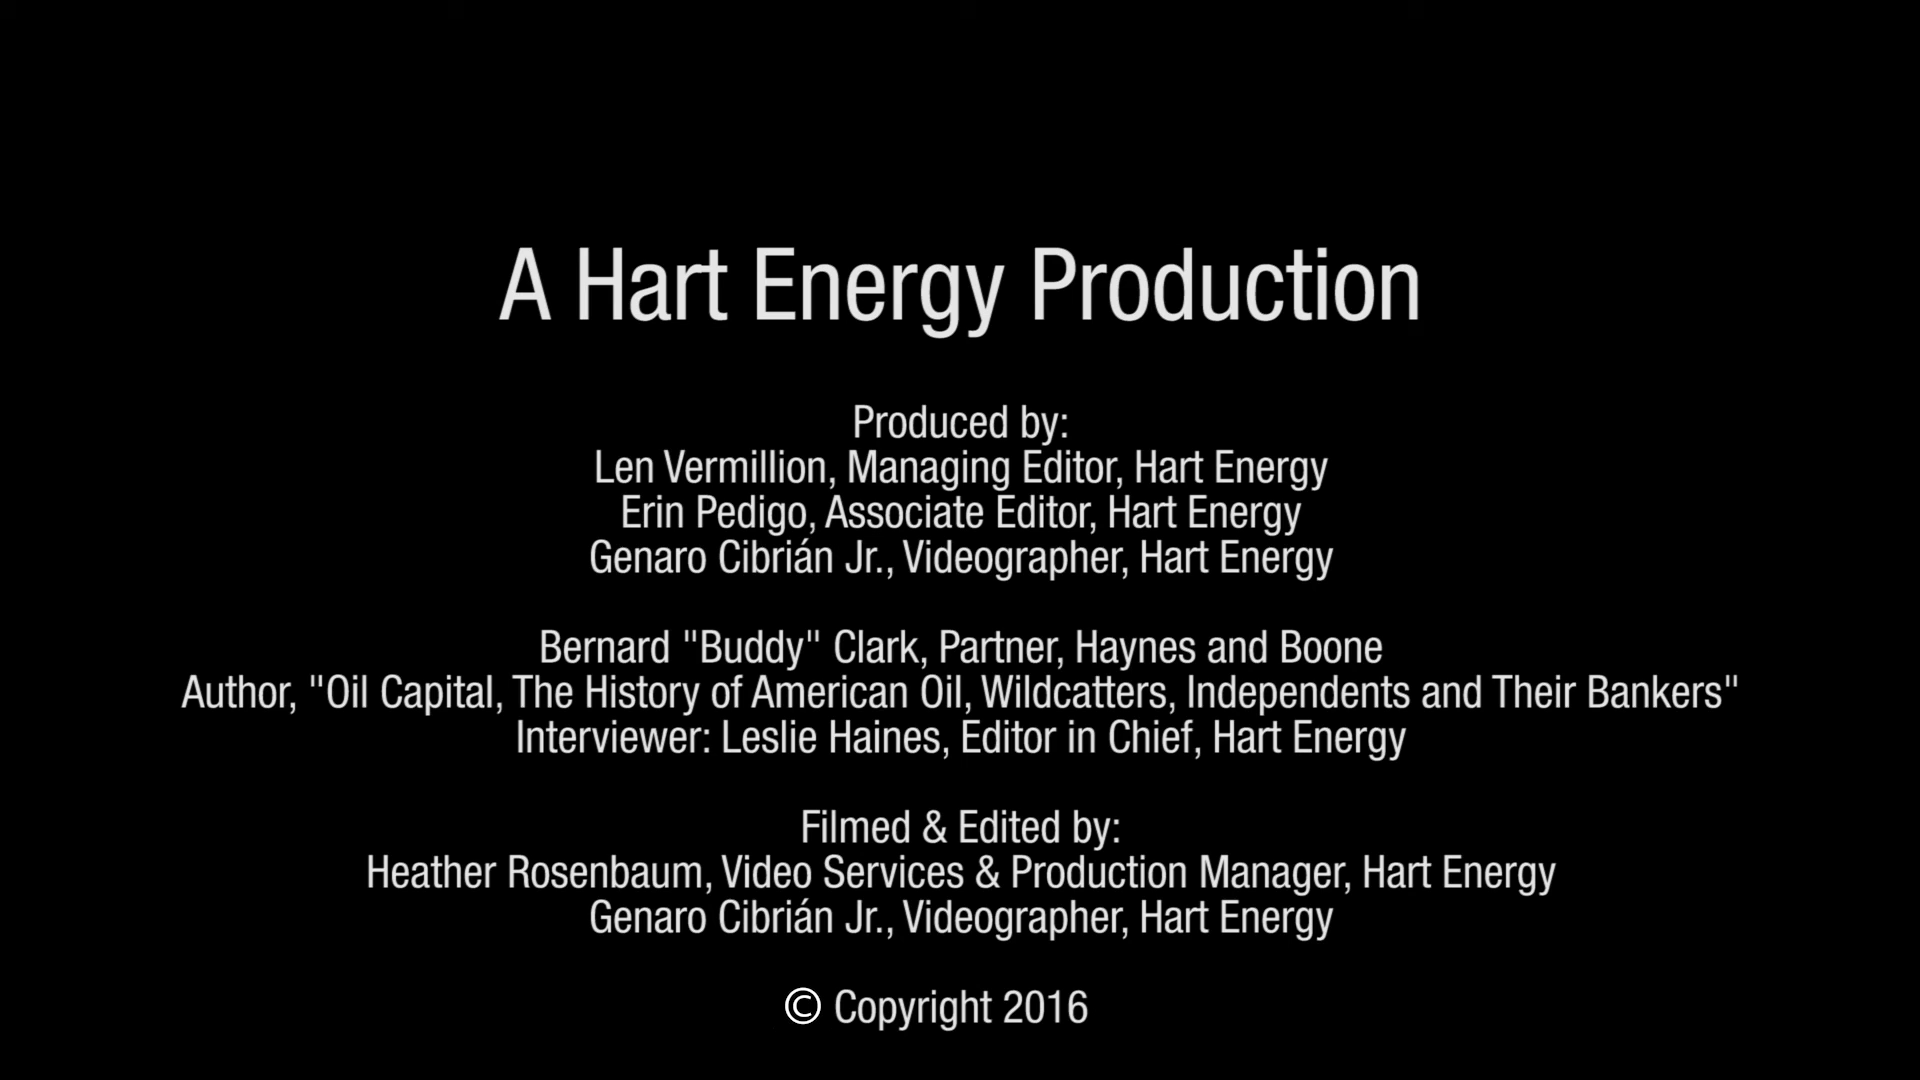 A Hart Energy Production
Produced by:
Len Vermillion, Managing Editor, Hart Energy
Erin Pedigo, Associate Editor, Hart Energy
Genaro Cibrián Jr., Videographer, Hart Energy
Bernard "Buddy" Clark, Partner, Haynes and Boone
Author, "Oil Capital, The History of American Oil, Wildcatters, Independents and Their Bankers"
Interviewer: Leslie Haines, Editor in Chief, Hart Energy
Filmed & Edited by:
Heather Rosenbaum, Video Services & Production Manager, Hart Energy
Genaro Cibrián Jr., Videographer, Hart Energy
© Copyright 2016